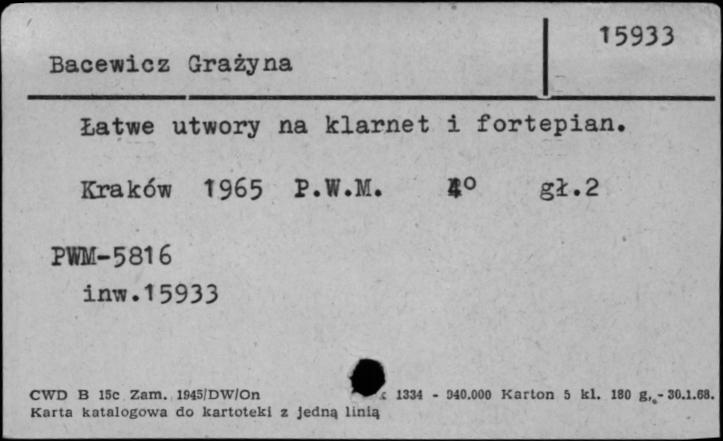 15933
Bacewicz Grażyna
Łatwe utwory na klarnet i fortepian.
Kraków 1965 P.W.M. 4° gł.2
PWM-5816
inw.15933
CWD B 15c Zam. 1945/DW/On 1334 - 940.000 Karton 5 kl. 180 g, - 30.1.68.
Karta katalogowa do kartoteki z jedną linią